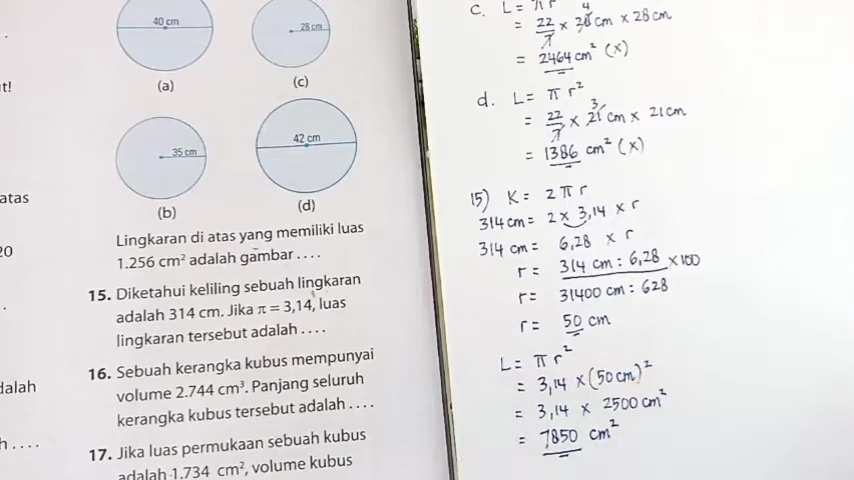 t!
atas
20
dalah
h . . . .
40 cm
(a)
28 cm
(c)
35 cm
(b)
42 cm
(d)
Lingkaran di atas yang memiliki luas
1.256 cm² adalah gambar . . . .
15. Diketahui keliling sebuah lingkaran
adalah 314 cm. Jika π = 3,14, luas
lingkaran tersebut adalah . . . .
16. Sebuah kerangka kubus mempunyai
volume 2.744 cm³. Panjang seluruh
kerangka kubus tersebut adalah . . . .
17. Jika luas permukaan sebuah kubus
adalah 1.734 cm², volume kubus
c. L = π r
= 22/7 × 28 cm × 28 cm
4
= 2464 cm² (x)
d. L = π r²
= 22/7 × 21 cm × 21 cm
3
= 1386 cm² (x)
15) K = 2 π r
314 cm = 2 x 3,14 × r
314 cm = 6,28 × r
r = 314 cm : 6,28 ×100
r = 31400 cm : 628
r = 50 cm
L = π r²
= 3,14 × (50 cm)²
= 3,14 × 2500 cm²
= 7850 cm²